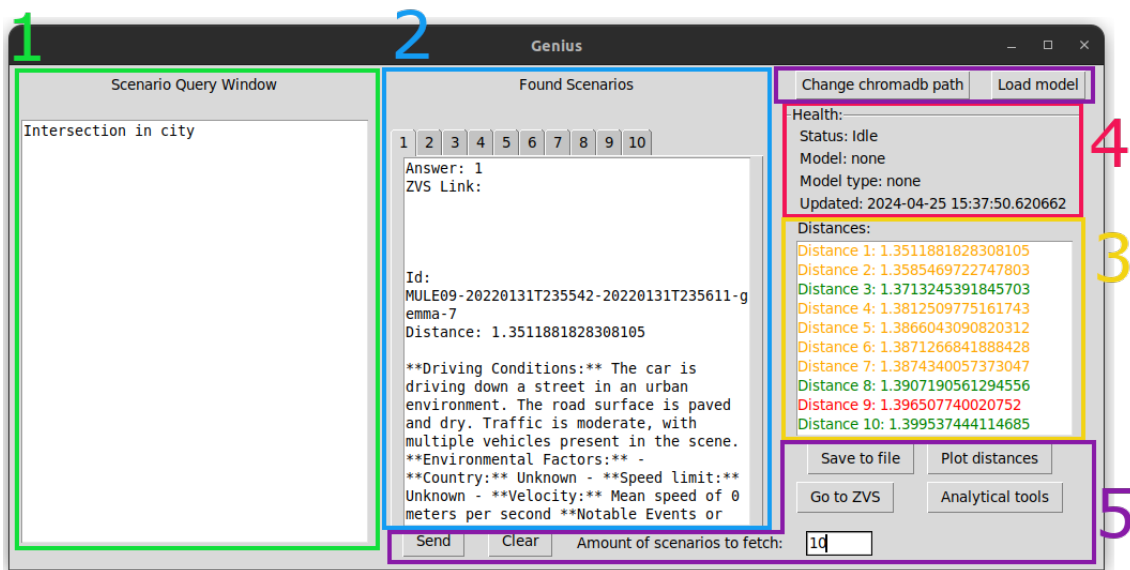 1
2
Genius
Scenario Query Window
Intersection in city
Found Scenarios
1 2 3 4 5 6 7 8 9 10
Answer: 1
ZVS Link:
Id:
MULE09-20220131T235542-20220131T235611-g
emma-7
Distance: 1.3511881828308105
**Driving Conditions:** The car is
driving down a street in an urban
environment. The road surface is paved
and dry. Traffic is moderate, with
multiple vehicles present in the scene.
**Environmental Factors:** -
**Country:** Unknown - **Speed limit:**
Unknown - **Velocity:** Mean speed of 0
meters per second **Notable Events or
Change chromadb path Load model
Health:
Status: Idle
Model: none
Model type: none
Updated: 2024-04-25 15:37:50.620662
4
Distances:
Distance 1: 1.3511881828308105
Distance 2: 1.3585469722747803
Distance 3: 1.3713245391845703
Distance 4: 1.3812509775161743
Distance 5: 1.3866043090820312
Distance 6: 1.3871266841888428
Distance 7: 1.3874340057373047
Distance 8: 1.3907190561294556
Distance 9: 1.396507740020752
Distance 10: 1.399537444114685
3
Save to file Plot distances
Go to ZVS Analytical tools
5
Send Clear Amount of scenarios to fetch: 10